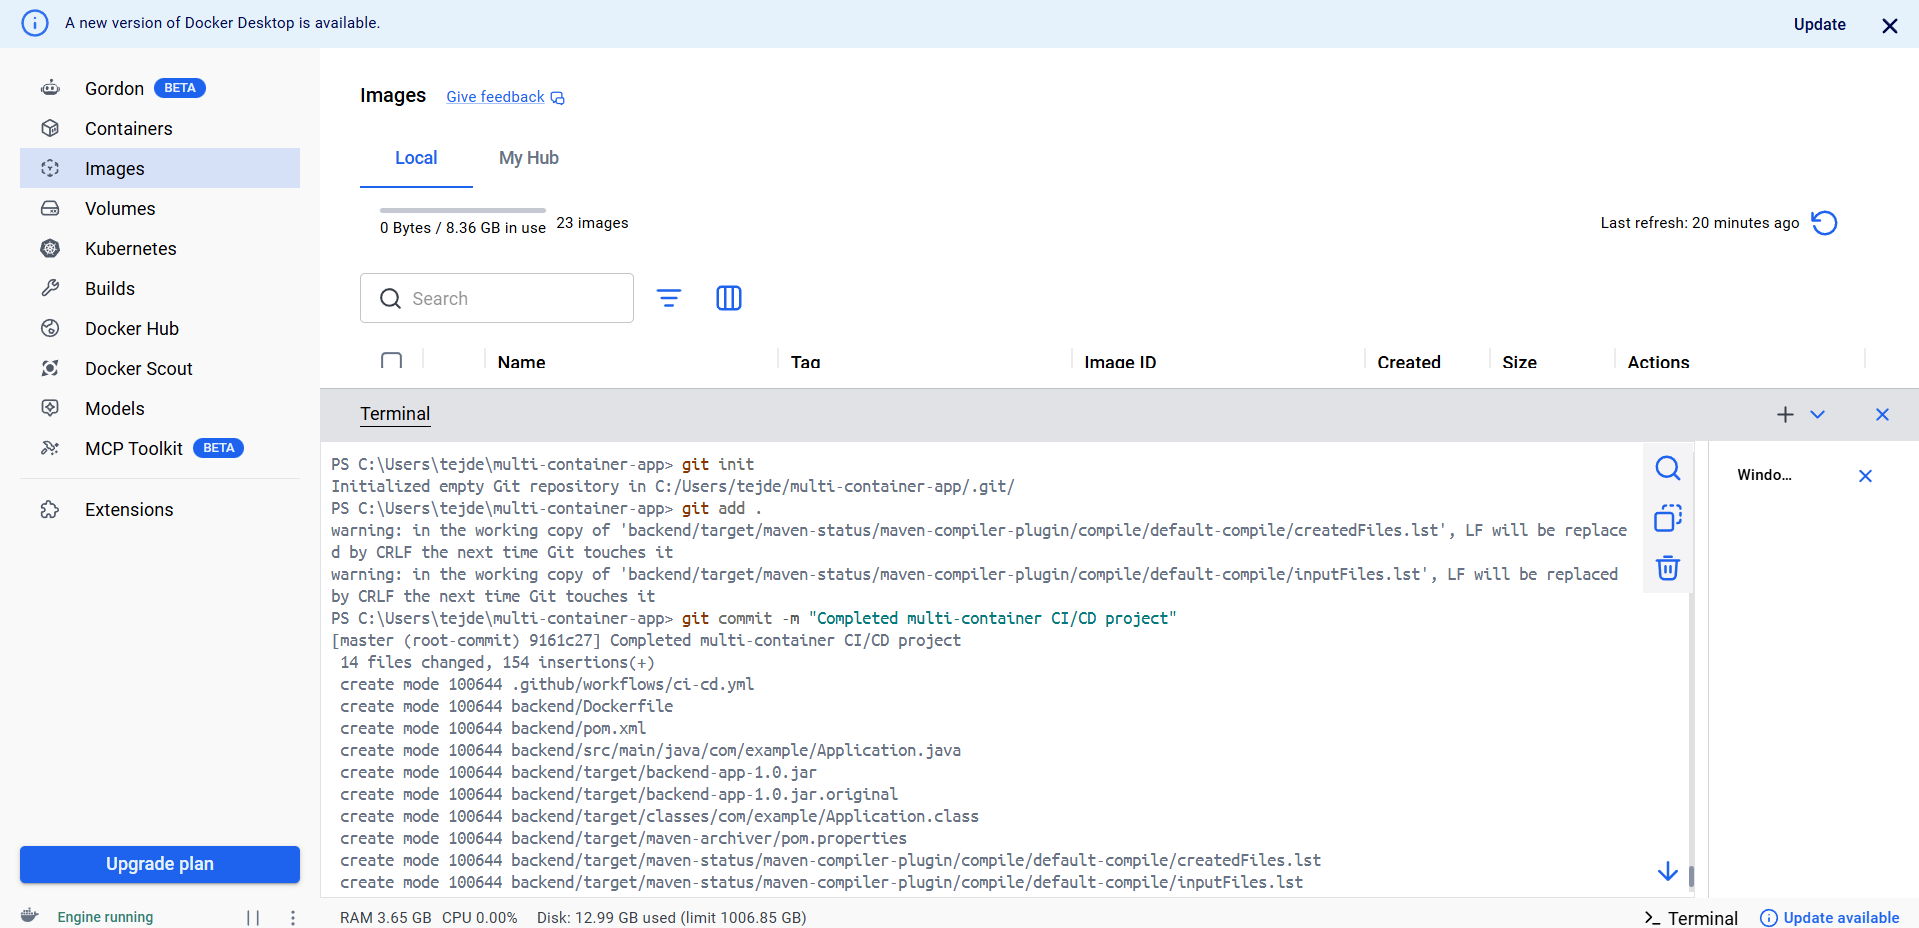 A new version of Docker Desktop is available.
Update
Gordon BETA
Containers
Images
Volumes
Kubernetes
Builds
Docker Hub
Docker Scout
Models
MCP Toolkit BETA
Extensions
Upgrade plan
Engine running
Images Give feedback
Local My Hub
0 Bytes / 8.36 GB in use 23 images
Last refresh: 20 minutes ago
Search
Name Tag Image ID Created Size Actions
Terminal
PS C:\Users\tejde\multi-container-app> git init
Initialized empty Git repository in C:/Users/tejde/multi-container-app/.git/
PS C:\Users\tejde\multi-container-app> git add .
warning: in the working copy of 'backend/target/maven-status/maven-compiler-plugin/compile/default-compile/createdFiles.lst', LF will be replace
d by CRLF the next time Git touches it
warning: in the working copy of 'backend/target/maven-status/maven-compiler-plugin/compile/default-compile/inputFiles.lst', LF will be replaced
by CRLF the next time Git touches it
PS C:\Users\tejde\multi-container-app> git commit -m "Completed multi-container CI/CD project"
[master (root-commit) 9161c27] Completed multi-container CI/CD project
14 files changed, 154 insertions(+)
create mode 100644 .github/workflows/ci-cd.yml
create mode 100644 backend/Dockerfile
create mode 100644 backend/pom.xml
create mode 100644 backend/src/main/java/com/example/Application.java
create mode 100644 backend/target/backend-app-1.0.jar
create mode 100644 backend/target/backend-app-1.0.jar.original
create mode 100644 backend/target/classes/com/example/Application.class
create mode 100644 backend/target/maven-archiver/pom.properties
create mode 100644 backend/target/maven-status/maven-compiler-plugin/compile/default-compile/createdFiles.lst
create mode 100644 backend/target/maven-status/maven-compiler-plugin/compile/default-compile/inputFiles.lst
Windo...
RAM 3.65 GB CPU 0.00% Disk: 12.99 GB used (limit 1006.85 GB)
Terminal
Update available